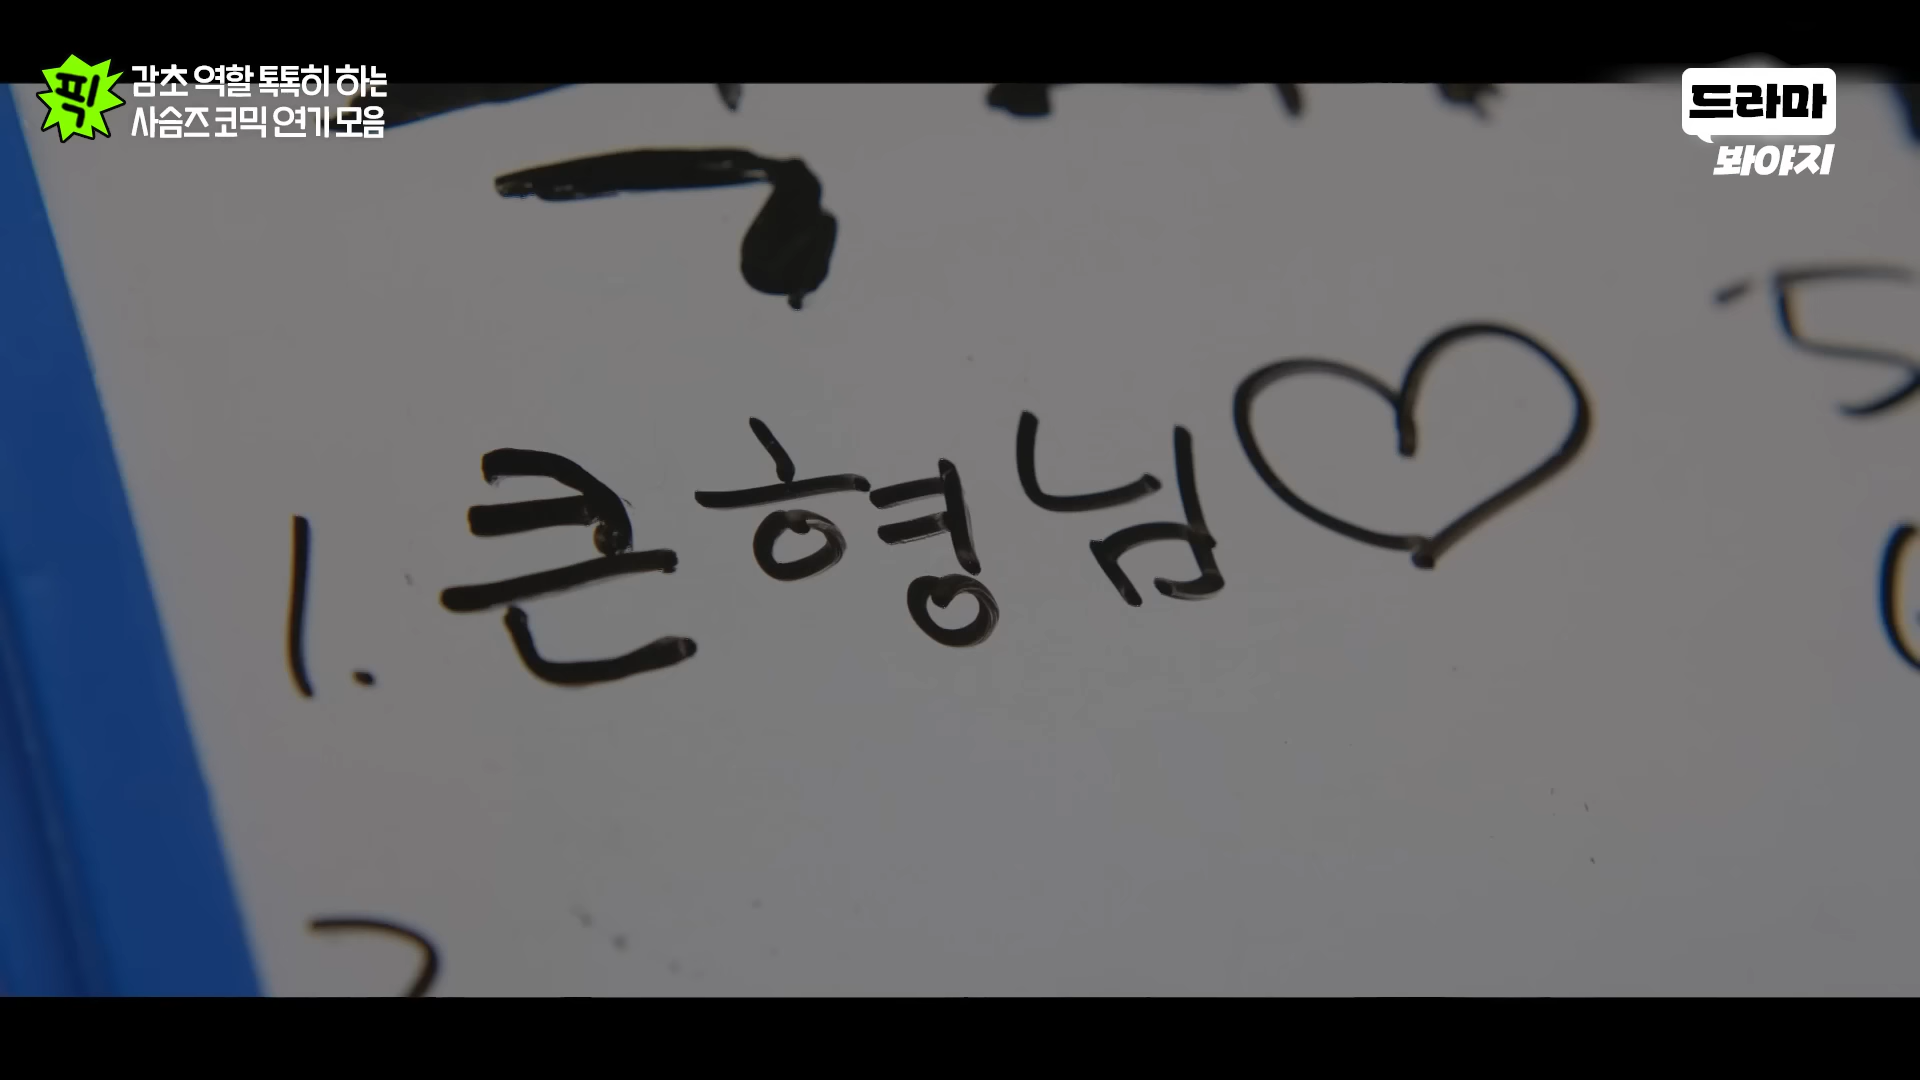 픽
감초 역할 톡톡히 하는
사슴즈 코믹 연기 모음
드라마
봐야지
1. 큰형님♡